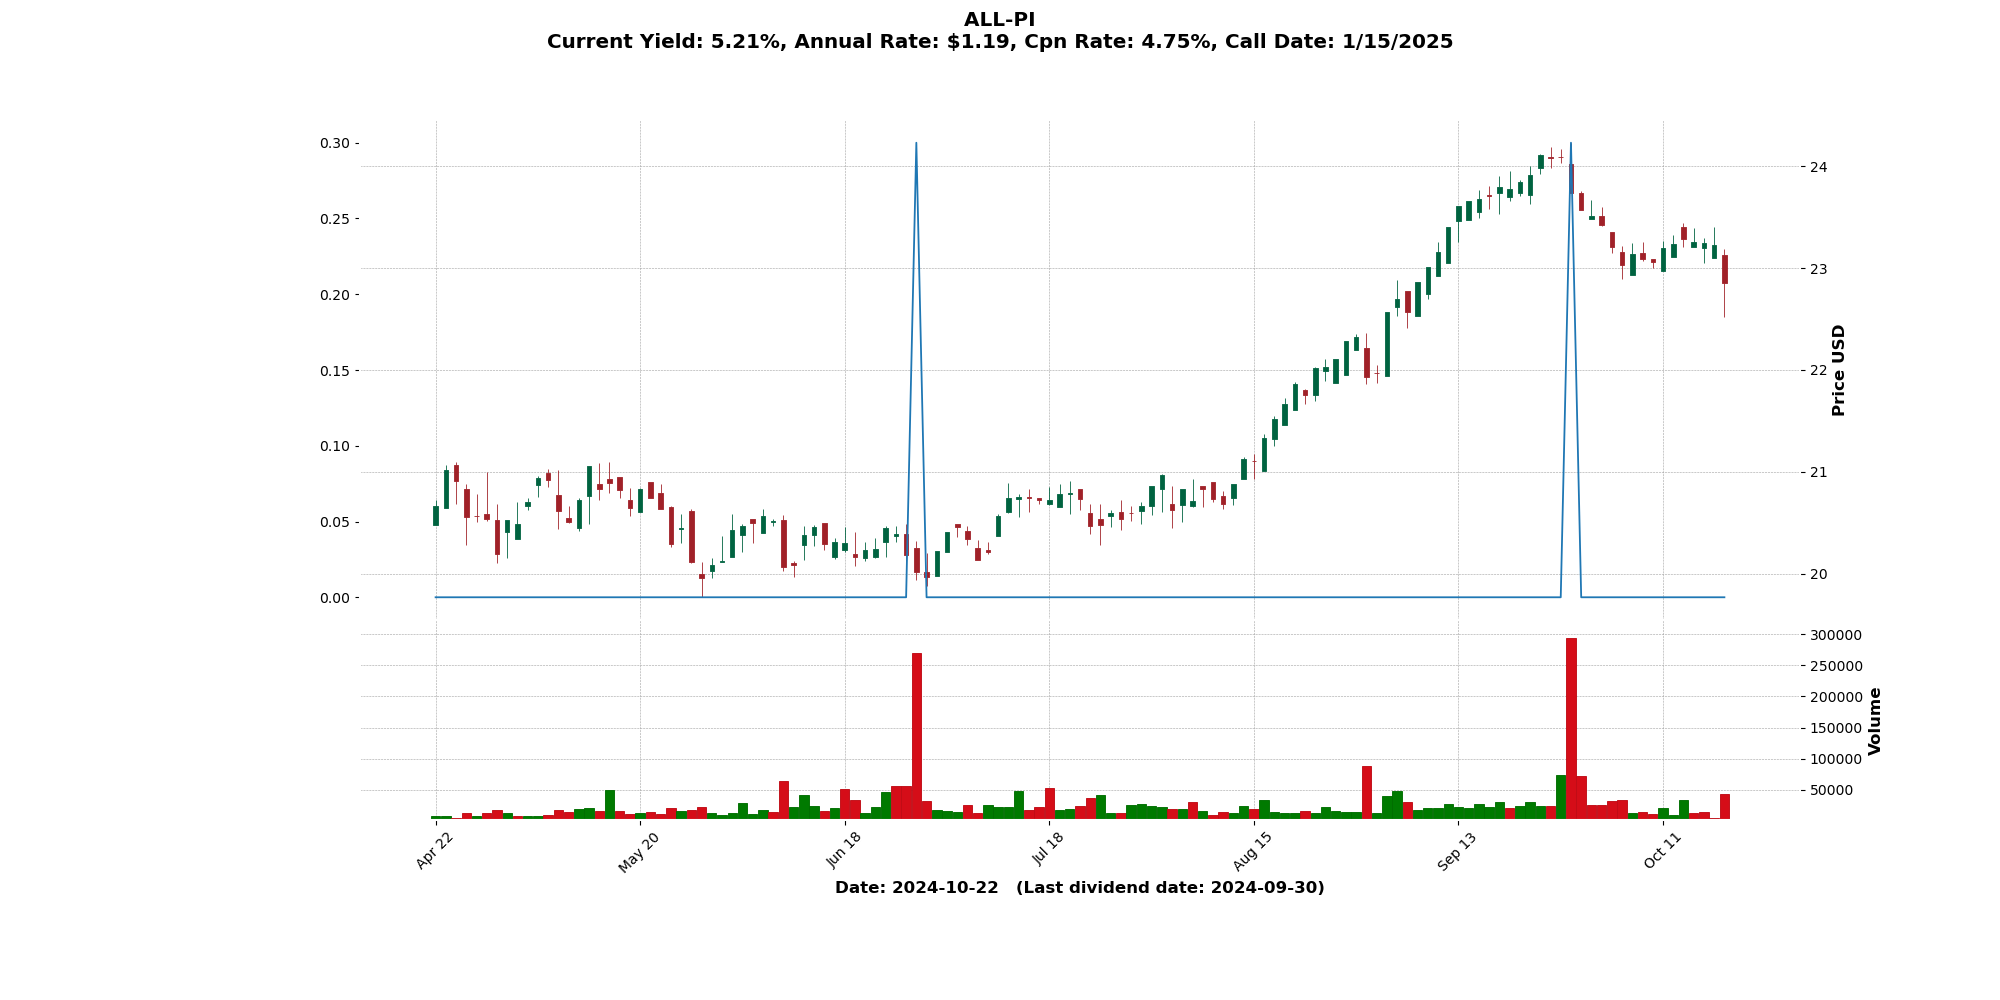 ALL-PI
Current Yield: 5.21%, Annual Rate: $1.19, Cpn Rate: 4.75%, Call Date: 1/15/2025
0.30
0.25
0.20
0.15
0.10
0.05
0.00
24
23
22
21
20
Price USD
300000
250000
200000
150000
100000
50000
Volume
Apr 22
May 20
Jun 18
Jul 18
Aug 15
Sep 13
Oct 11
Date: 2024-10-22 (Last dividend date: 2024-09-30)